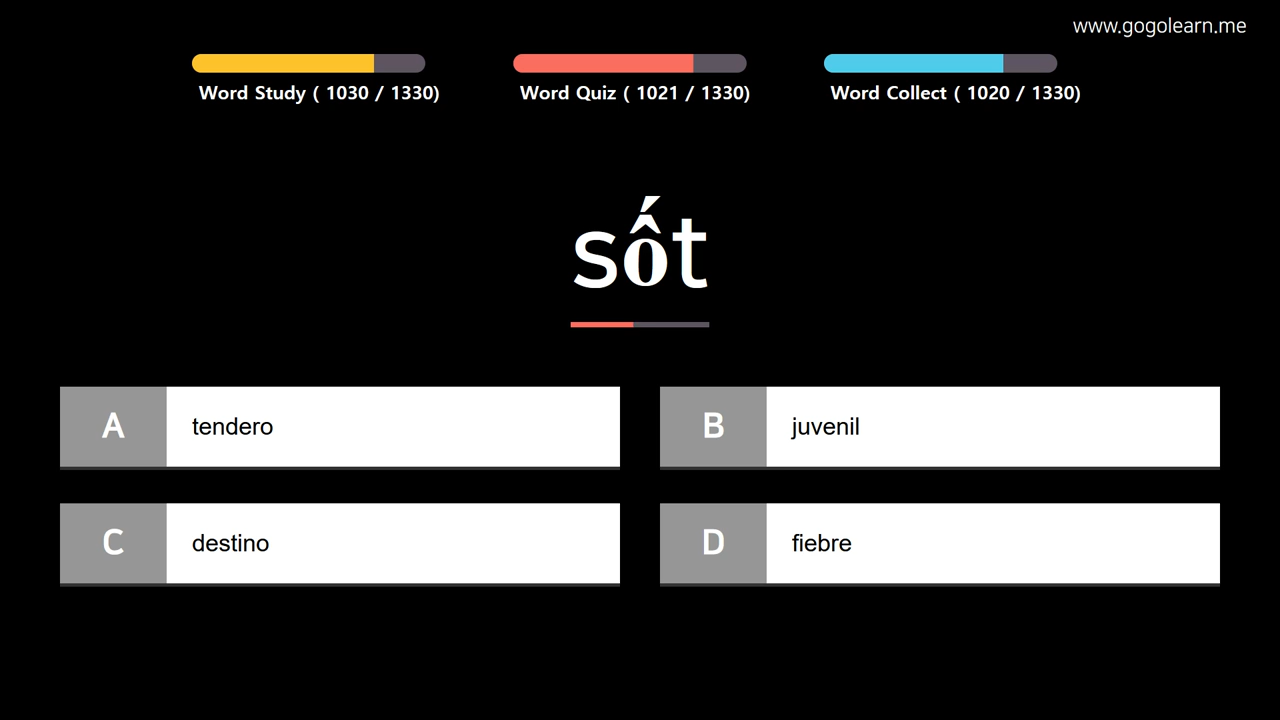 www.gogolearn.me
Word Study ( 1030 / 1330)
Word Quiz ( 1021 / 1330)
Word Collect ( 1020 / 1330)
sốt
A tendero
B juvenil
C destino
D fiebre